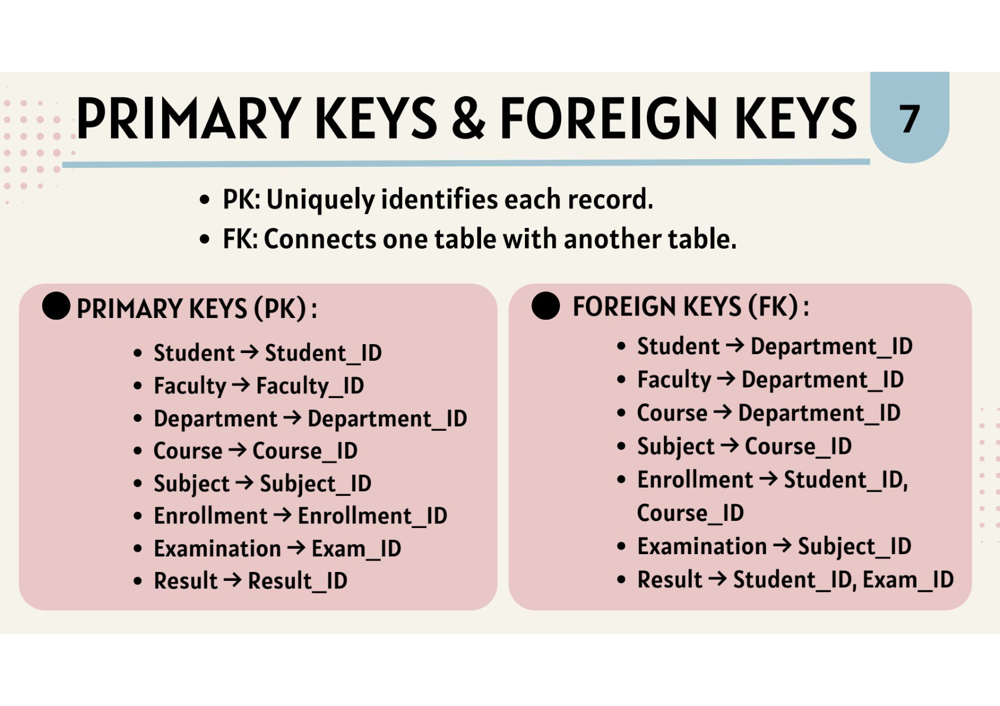 PRIMARY KEYS & FOREIGN KEYS
7
• PK: Uniquely identifies each record.
• FK: Connects one table with another table.
PRIMARY KEYS (PK) :
• Student → Student_ID
• Faculty → Faculty_ID
• Department → Department_ID
• Course → Course_ID
• Subject → Subject_ID
• Enrollment → Enrollment_ID
• Examination → Exam_ID
• Result → Result_ID
FOREIGN KEYS (FK) :
• Student → Department_ID
• Faculty → Department_ID
• Course → Department_ID
• Subject → Course_ID
• Enrollment → Student_ID,
Course_ID
• Examination → Subject_ID
• Result → Student_ID, Exam_ID